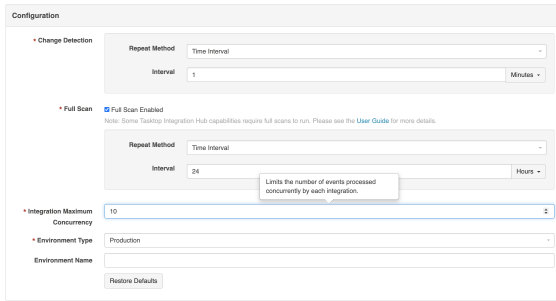 Configuration
* Change Detection
Repeat Method
Time Interval
Interval
1
Minutes
* Full Scan
Full Scan Enabled
Note: Some Tasktop Integration Hub capabilities require full scans to run. Please see the User Guide for more details.
Repeat Method
Time Interval
Interval
24
Hours
Limits the number of events processed
concurrently by each integration.
* Integration Maximum
Concurrency
10
* Environment Type
Production
Environment Name
Restore Defaults